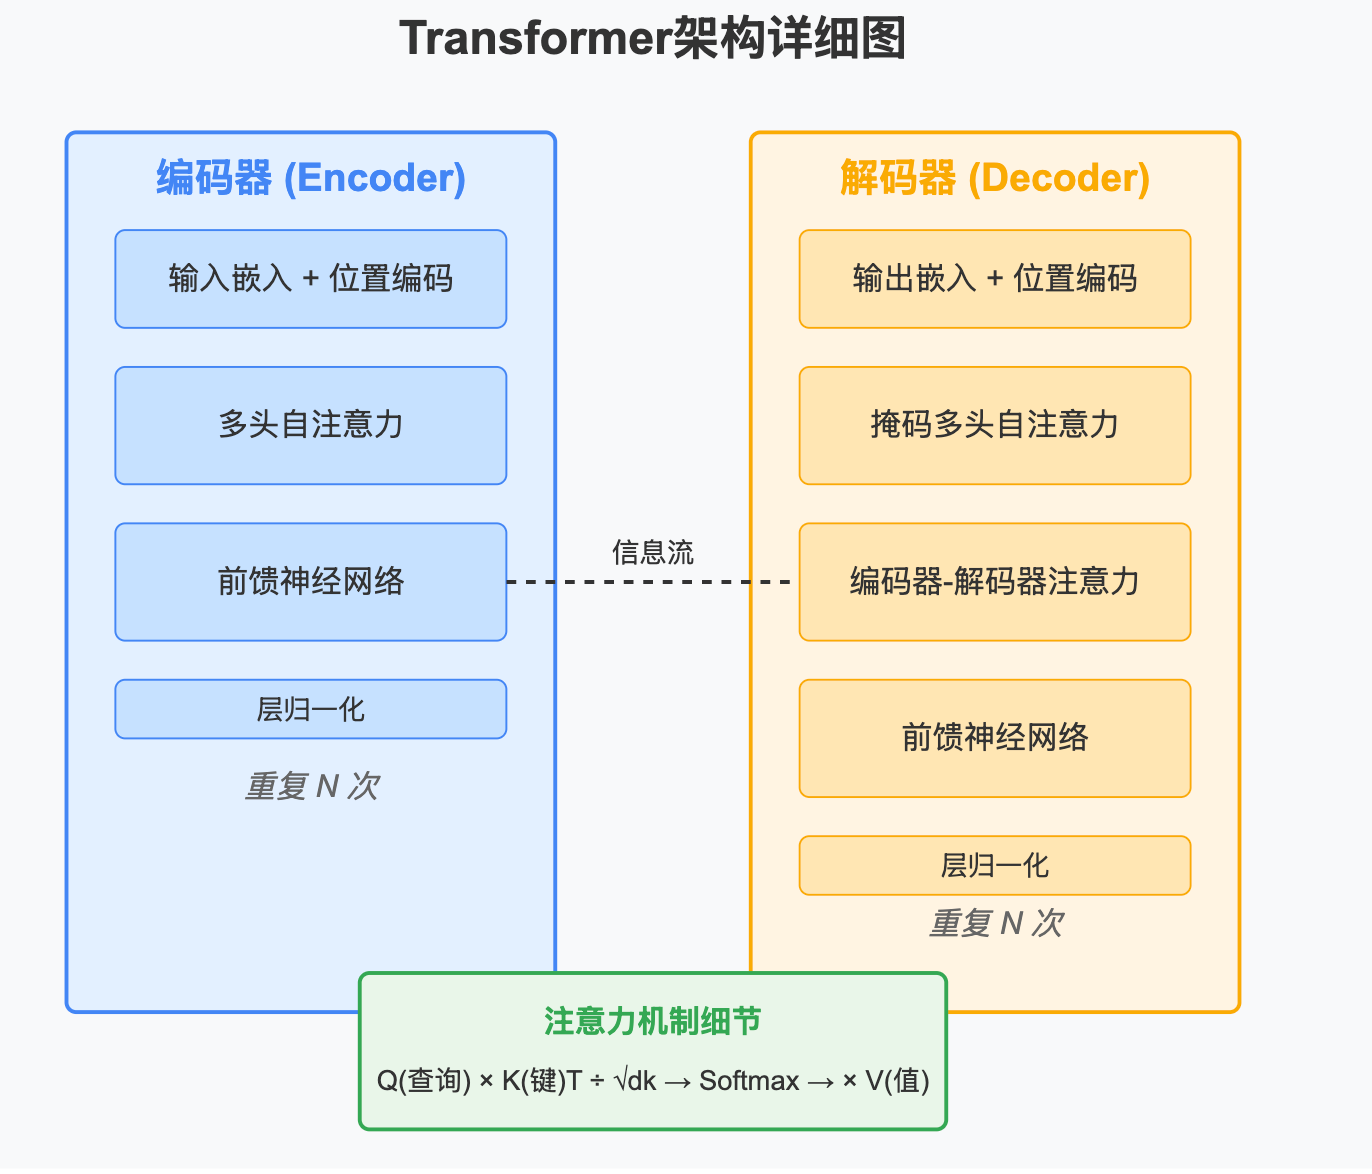 Transformer架构详细图
编码器 (Encoder)
输入嵌入 + 位置编码
多头自注意力
前馈神经网络
层归一化
重复 N 次
信息流
解码器 (Decoder)
输出嵌入 + 位置编码
掩码多头自注意力
编码器-解码器注意力
前馈神经网络
层归一化
重复 N 次
注意力机制细节
Q(查询) × K(键)T ÷ √dk → Softmax → × V(值)